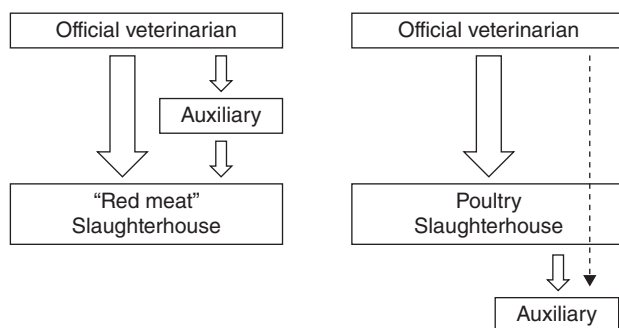 Official veterinarian
Auxiliary
“Red meat”
Slaughterhouse
Official veterinarian
Poultry
Slaughterhouse
Auxiliary